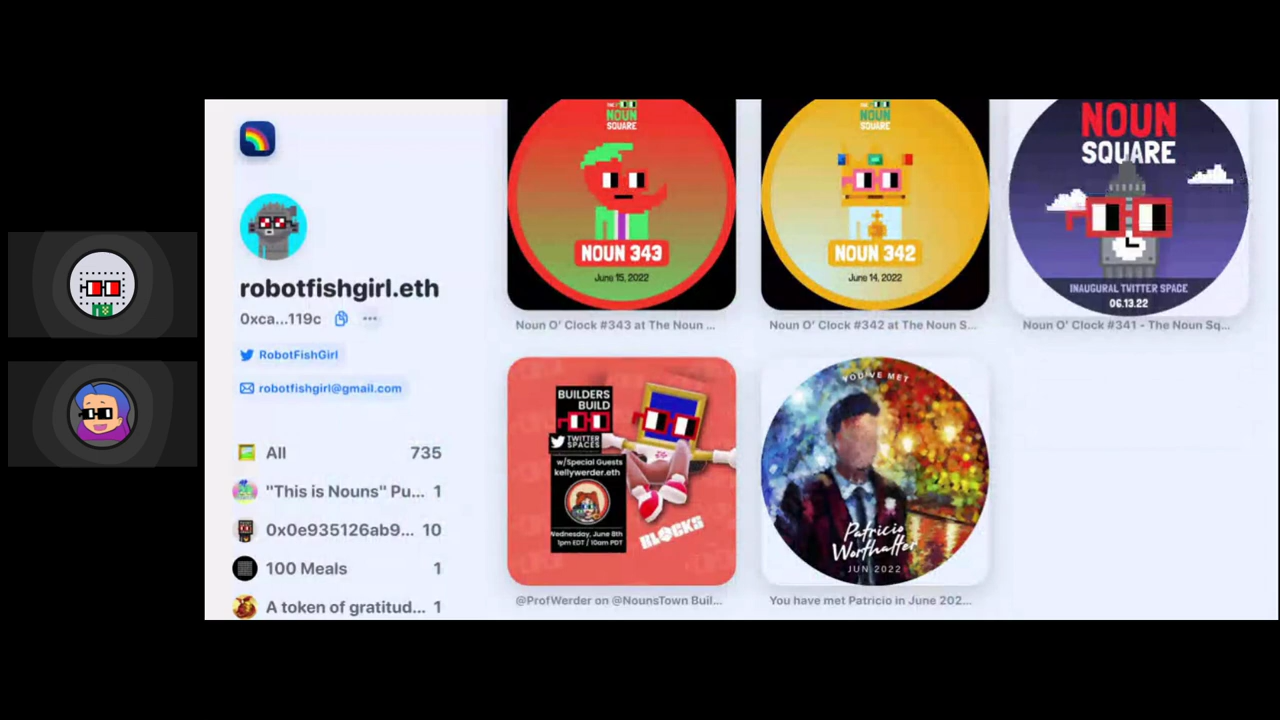 robotfishgirl.eth
0xca...119c
RobotFishGirl
robotfishgirl@gmail.com
All 735
"This is Nouns" Pu... 1
0x0e935126ab9... 10
100 Meals 1
A token of gratitud... 1
NOUN
SQUARE
NOUN 343
June 15, 2022
Noun O' Clock #343 at The Noun ...
NOUN
SQUARE
NOUN 342
June 14, 2022
Noun O' Clock #342 at The Noun S...
NOUN
SQUARE
INAUGURAL TVITTER SPACE
06.13.22
Noun O' Clock #341 - The Noun Sq...
BUILDERS
BUILD
TWITTER
SPACES
w/Special Guests
kellywerder.eth
Wednesday, June 8th
1pm EDT / 10am PDT
BLOCKS
@ProfWerder on @NounsTown Buil...
YOU'VE MET
Patricio
Worthalter
JUN 2022
You have met Patricio in June 202...